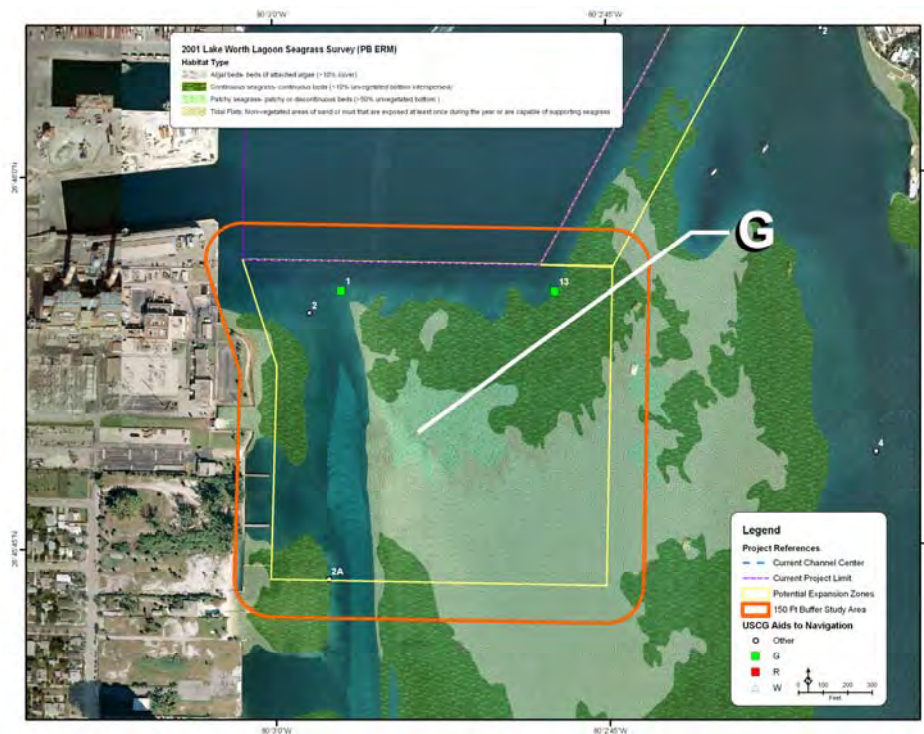 80°3'0"W 80°2'45"W
2
2001 Lake Worth Lagoon Seagrass Survey (PB ERM)
Habitat Type
Algal beds- beds of attached algae (>10% cover)
Continuous seagrass- continuous beds (>10% unvegetated bottom interspersed)
Patchy seagrass- patchy or discontinuous beds (>50% unvegetated bottom )
Tidal Flats: Non-vegetated areas of sand or mud that are exposed at least once during the year or are capable of supporting seagrass
G
1 13
2
4
2A
Legend
Project References
Current Channel Center
Current Project Limit
Potential Expansion Zones
150 Ft Buffer Study Area
USCG Aids to Navigation
Other
G
R
W
0 100 200 300
Feet
80°3'0"W 80°2'45"W